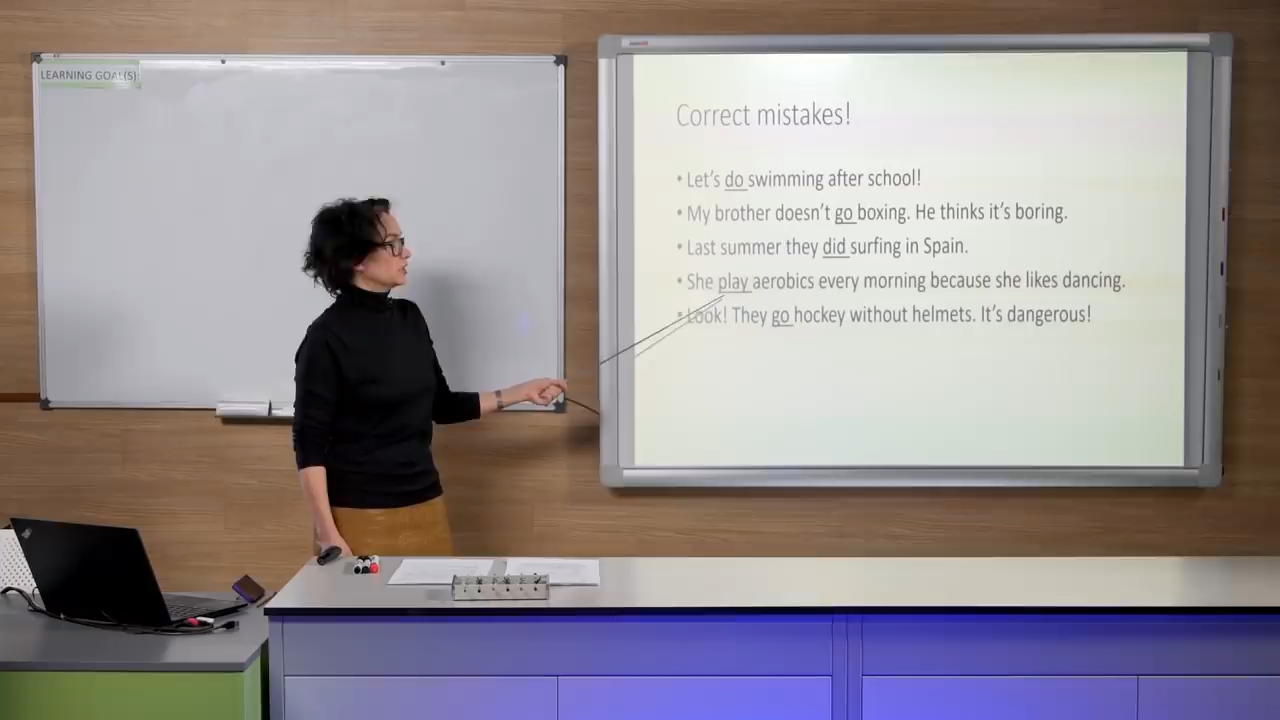 LEARNING GOAL(S):
Correct mistakes!
• Let's do swimming after school!
• My brother doesn't go boxing. He thinks it's boring.
• Last summer they did surfing in Spain.
• She play aerobics every morning because she likes dancing.
• Look! They go hockey without helmets. It's dangerous!